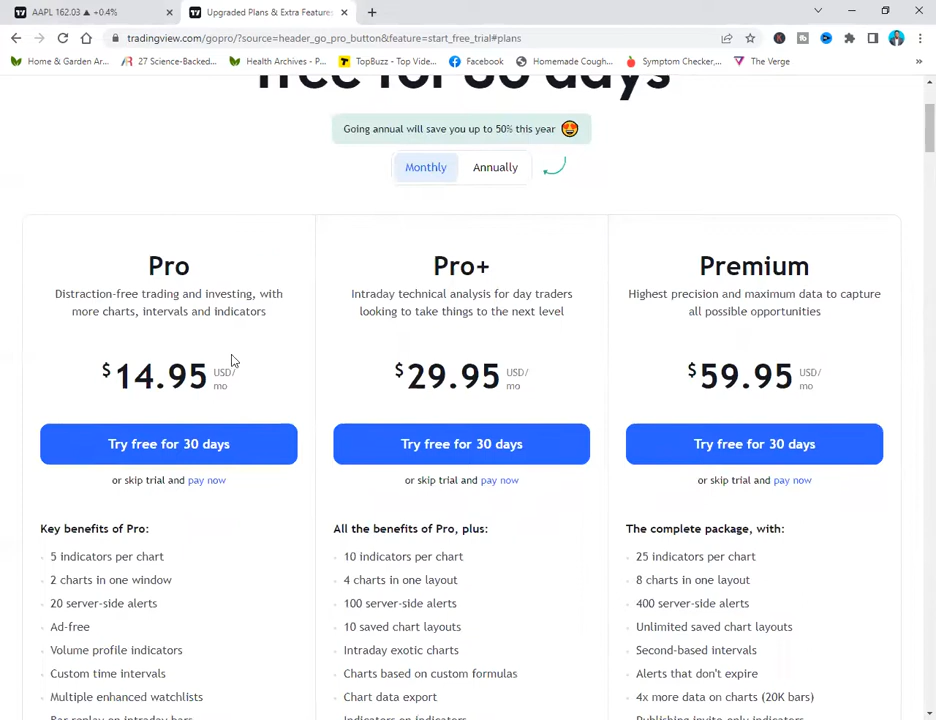 AAPL 162.03 ▲ +0.4%
Upgraded Plans & Extra Features
tradingview.com/gopro/?source=header_go_pro_button&feature=start_free_trial#plans
Home & Garden Ar...
27 Science-Backed...
Health Archives - P...
TopBuzz - Top Vide...
Facebook
Homemade Cough...
Symptom Checker,...
The Verge
free for 30 days
Going annual will save you up to 50% this year 🤩
Monthly
Annually
Pro
Distraction-free trading and investing, with
more charts, intervals and indicators
$14.95 USD/
mo
Try free for 30 days
or skip trial and pay now
Key benefits of Pro:
5 indicators per chart
2 charts in one window
20 server-side alerts
Ad-free
Volume profile indicators
Custom time intervals
Multiple enhanced watchlists
Bar replay on intraday bars
Pro+
Intraday technical analysis for day traders
looking to take things to the next level
$29.95 USD/
mo
Try free for 30 days
or skip trial and pay now
All the benefits of Pro, plus:
10 indicators per chart
4 charts in one layout
100 server-side alerts
10 saved chart layouts
Intraday exotic charts
Charts based on custom formulas
Chart data export
Indicators on indicators
Premium
Highest precision and maximum data to capture
all possible opportunities
$59.95 USD/
mo
Try free for 30 days
or skip trial and pay now
The complete package, with:
25 indicators per chart
8 charts in one layout
400 server-side alerts
Unlimited saved chart layouts
Second-based intervals
Alerts that don't expire
4x more data on charts (20K bars)
Publishing invite-only indicators